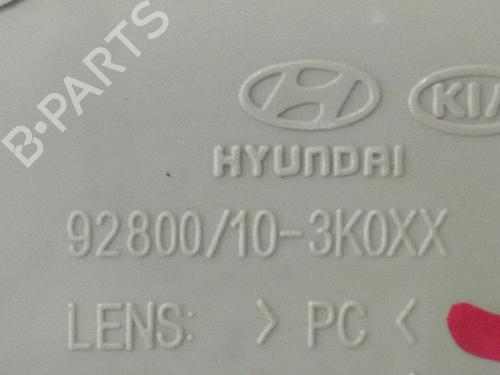 B·PARTS
KIA
HYUNDAI
92800/10-3K0XX
LENS: > PC <